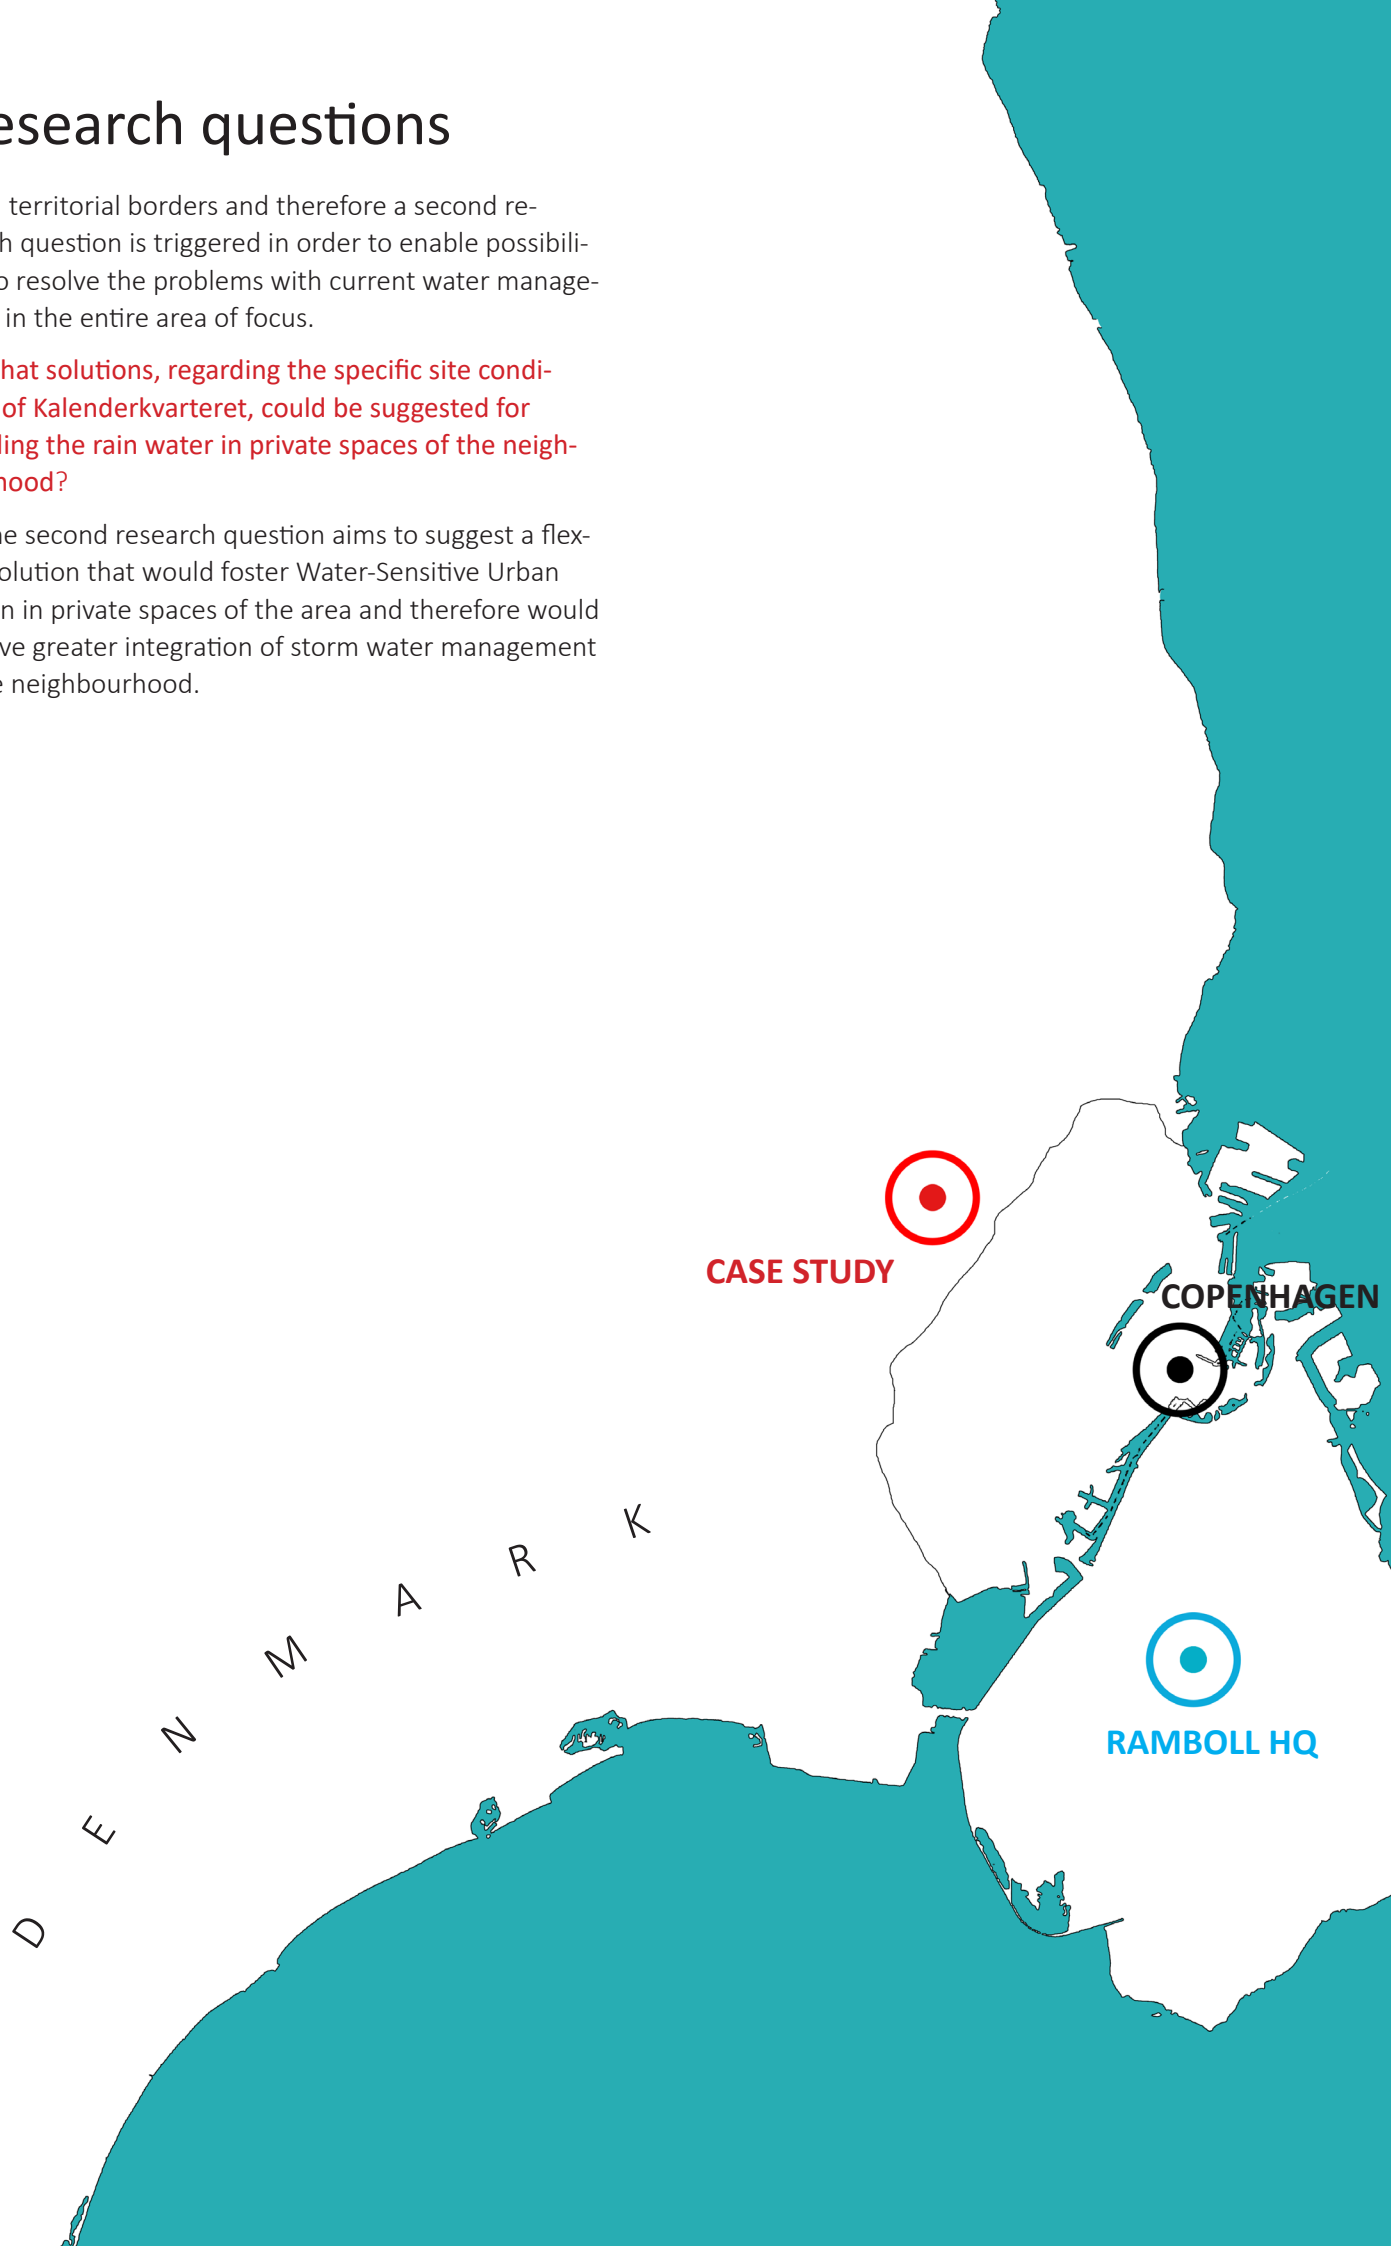 esearch questions
territorial borders and therefore a second re-
h question is triggered in order to enable possibili-
o resolve the problems with current water manage-
in the entire area of focus.
hat solutions, regarding the specific site condi-
of Kalenderkvarteret, could be suggested for
ling the rain water in private spaces of the neigh-
hood?
he second research question aims to suggest a flex-
olution that would foster Water-Sensitive Urban
n in private spaces of the area and therefore would
ve greater integration of storm water management
e neighbourhood.
CASE STUDY
COPENHAGEN
DENMARK
RAMBOLL HQ